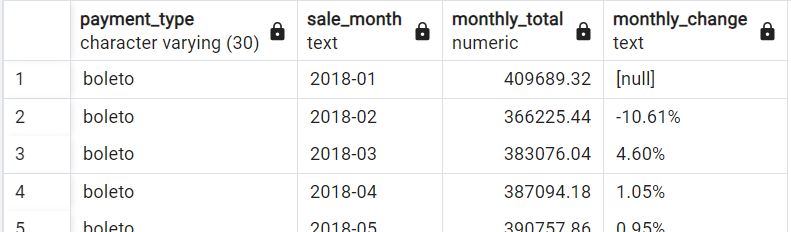 payment_type sale_month monthly_total monthly_change
character varying (30) text numeric text
1 boleto 2018-01 409689.32 [null]
2 boleto 2018-02 366225.44 -10.61%
3 boleto 2018-03 383076.04 4.60%
4 boleto 2018-04 387094.18 1.05%
5 boleto 2018-05 390757.86 0.95%